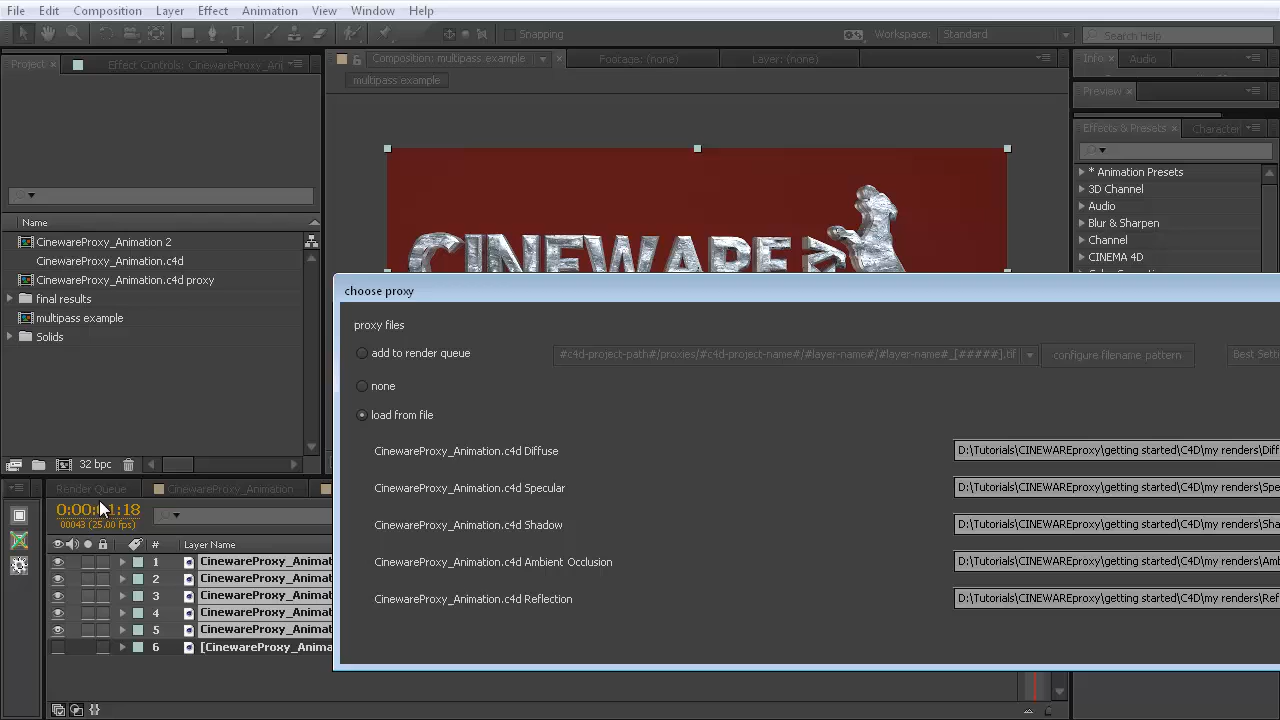 File Edit Composition Layer Effect Animation View Window Help
Snapping
Workspace: Standard
Search Help
Project
Effect Controls: CinewareProxy_Ani
Composition: multipass example
Footage: (none)
Layer: (none)
Info
Audio
multipass example
Preview
Effects & Presets
Character
* Animation Presets
3D Channel
Audio
Blur & Sharpen
Channel
CINEMA 4D
Name
CinewareProxy_Animation 2
CinewareProxy_Animation.c4d
CinewareProxy_Animation.c4d proxy
final results
multipass example
Solids
32 bpc
CINEWARE
choose proxy
proxy files
add to render queue
#c4d-project-path#/proxies/#c4d-project-name#/#layer-name#/#layer-name#_[#####].tif
configure filename pattern
Best Setti
none
load from file
CinewareProxy_Animation.c4d Diffuse
D:\Tutorials\CINEWAREproxy\getting started\C4D\my renders\Diff
CinewareProxy_Animation.c4d Specular
D:\Tutorials\CINEWAREproxy\getting started\C4D\my renders\Spe
CinewareProxy_Animation.c4d Shadow
D:\Tutorials\CINEWAREproxy\getting started\C4D\my renders\Sha
CinewareProxy_Animation.c4d Ambient Occlusion
D:\Tutorials\CINEWAREproxy\getting started\C4D\my renders\Amb
CinewareProxy_Animation.c4d Reflection
D:\Tutorials\CINEWAREproxy\getting started\C4D\my renders\Ref
Render Queue
CinewareProxy_Animation
0:00:01:18
00043 (25.00 fps)
# Layer Name
1 CinewareProxy_Animat
2 CinewareProxy_Animat
3 CinewareProxy_Animat
4 CinewareProxy_Animat
5 CinewareProxy_Animat
6 [CinewareProxy_Anima